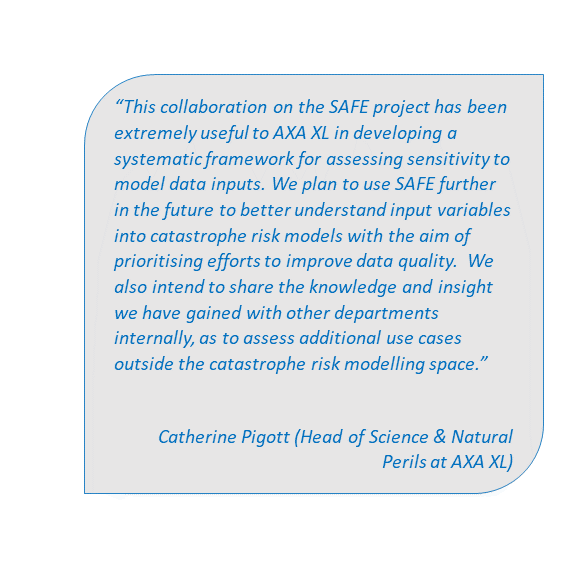 “This collaboration on the SAFE project has been
extremely useful to AXA XL in developing a
systematic framework for assessing sensitivity to
model data inputs. We plan to use SAFE further
in the future to better understand input variables
into catastrophe risk models with the aim of
prioritising efforts to improve data quality.  We
also intend to share the knowledge and insight
we have gained with other departments
internally, as to assess additional use cases
outside the catastrophe risk modelling space.”
Catherine Pigott (Head of Science & Natural
Perils at AXA XL)